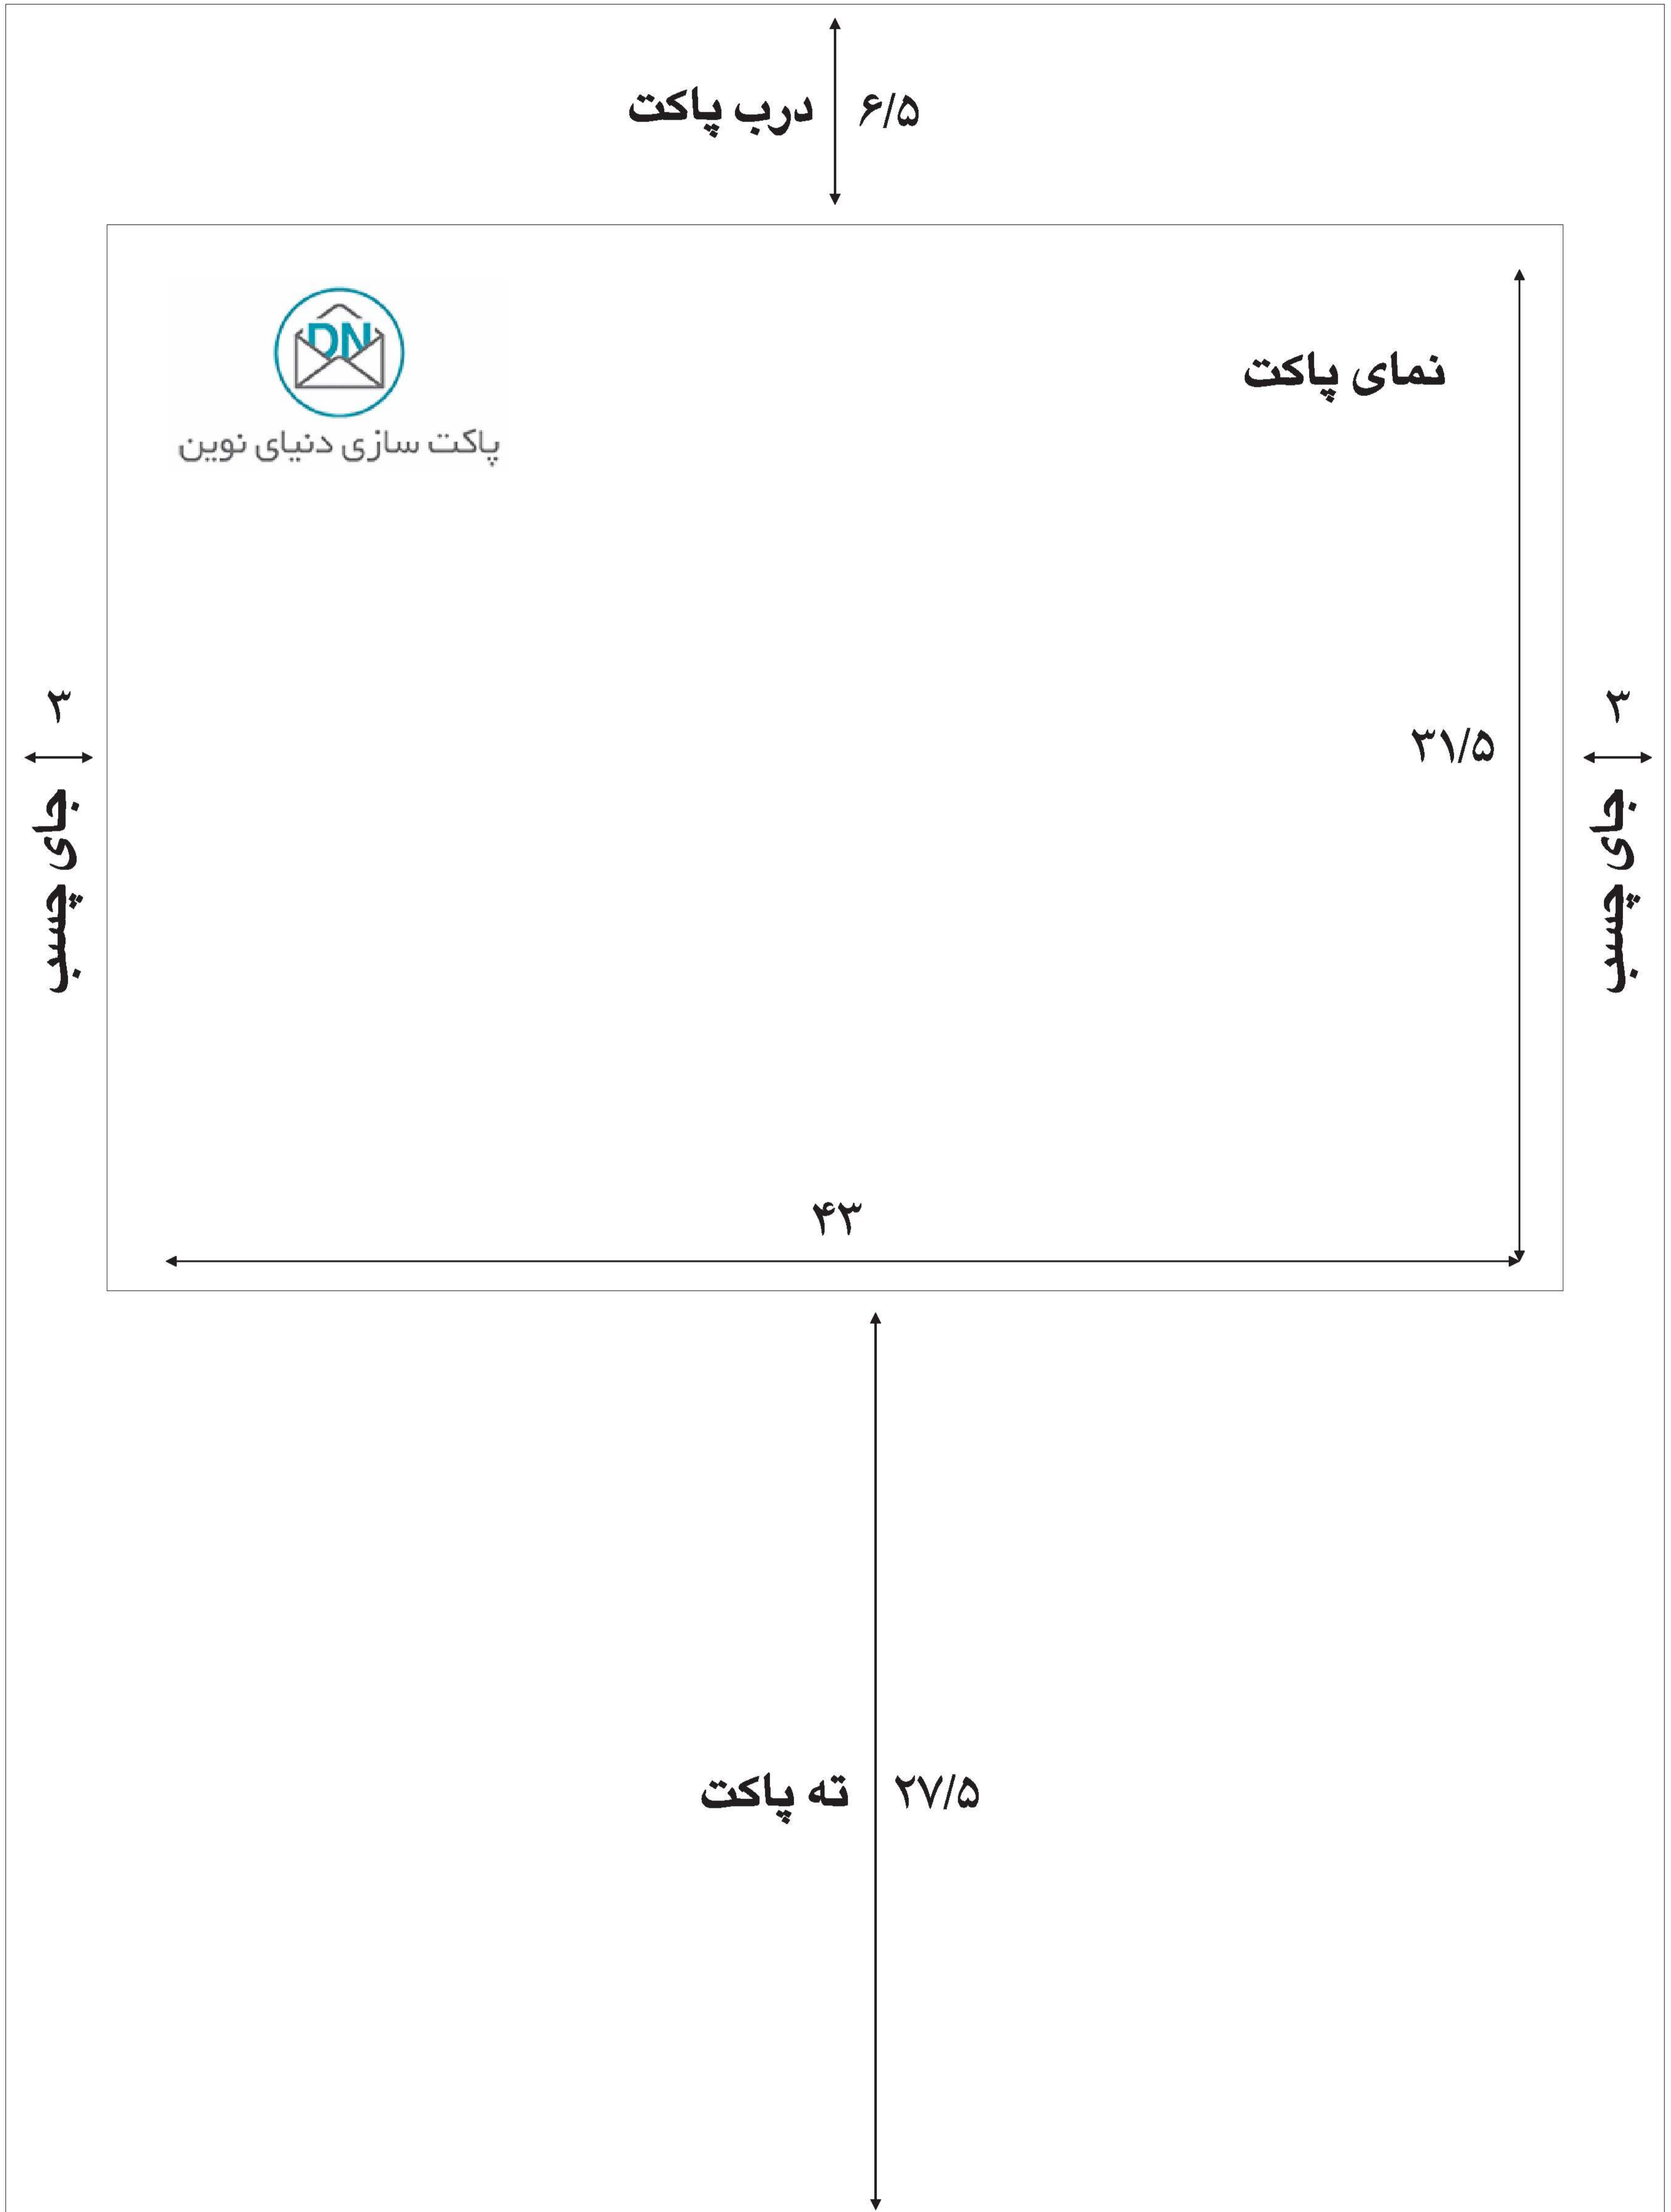 درب پاکت ۶/۵
نمای پاکت
DN
پاکت سازی دنیای نوین
۳
جای چسب
۳۱/۵
۳
جای چسب
۴۳
ته پاکت ۲۷/۵